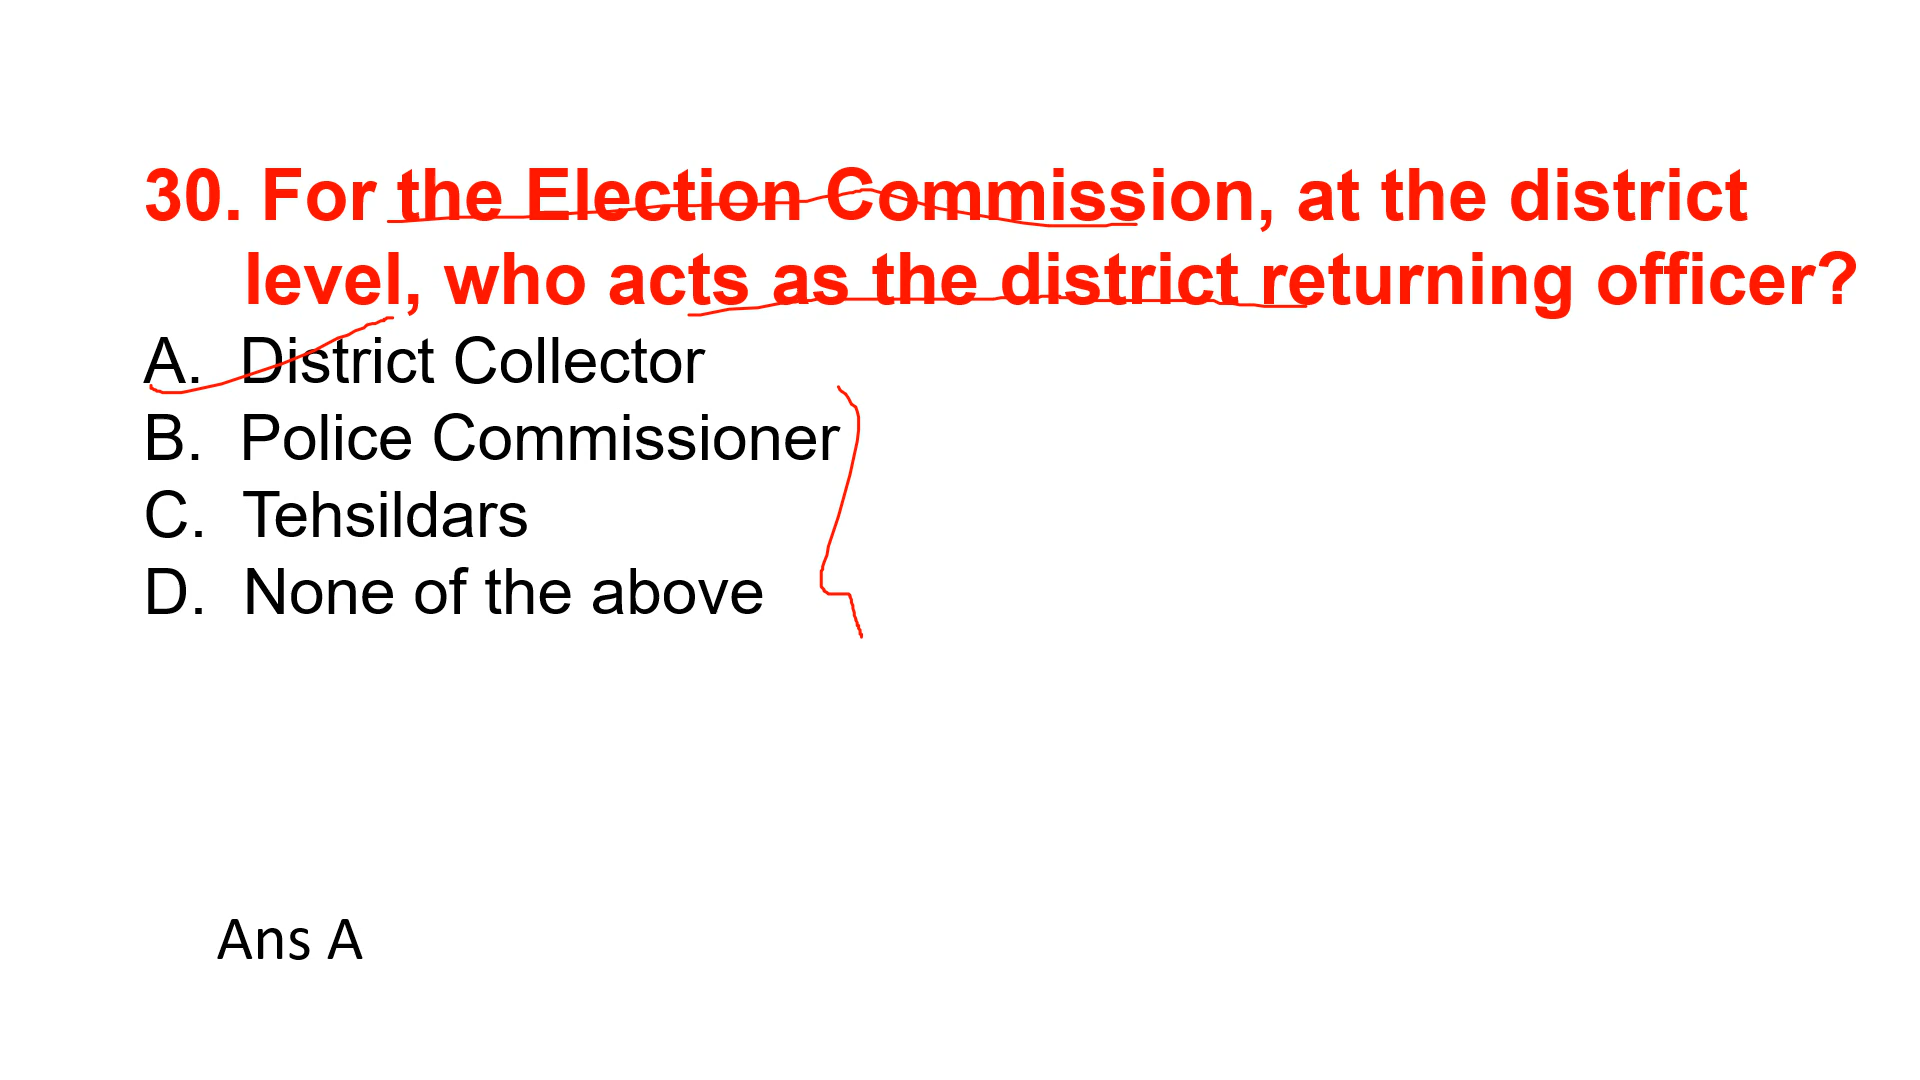 30. For the Election Commission, at the district
level, who acts as the district returning officer?
A. District Collector
B. Police Commissioner
C. Tehsildars
D. None of the above
Ans A